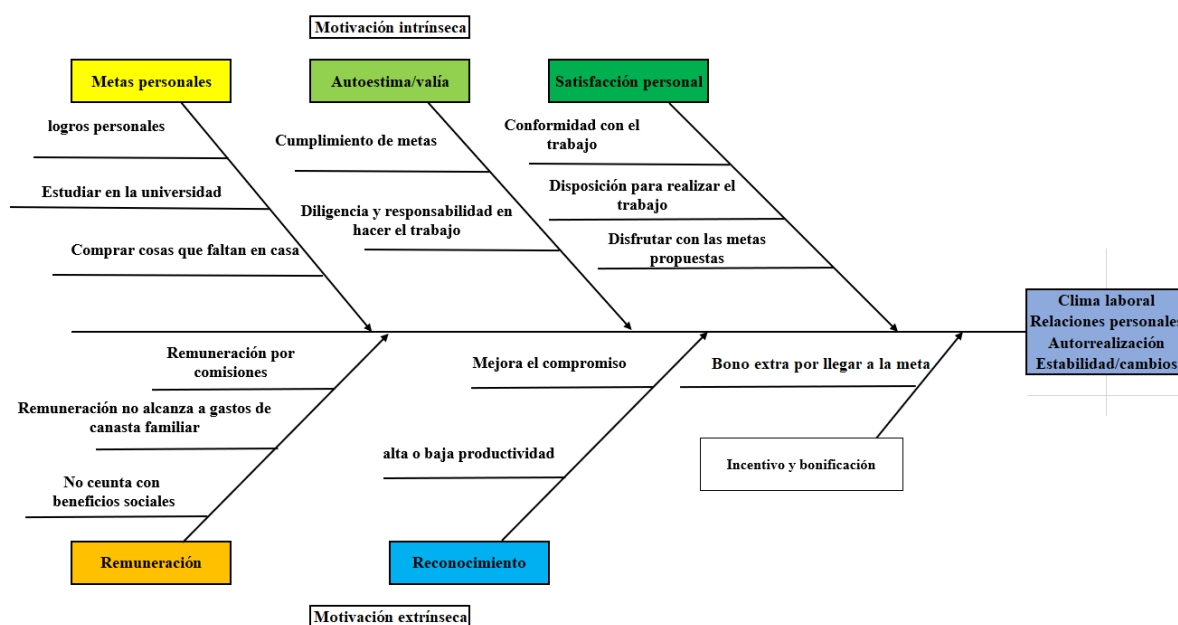 Motivación intrínseca
Metas personales
Autoestima/valía
Satisfacción personal
logros personales
Estudiar en la universidad
Comprar cosas que faltan en casa
Cumplimiento de metas
Diligencia y responsabilidad en
hacer el trabajo
Conformidad con el
trabajo
Disposición para realizar el
trabajo
Disfrutar con las metas
propuestas
Clima laboral
Relaciones personales
Autorrealización
Estabilidad/cambios
Remuneración por
comisiones
Remuneración no alcanza a gastos de
canasta familiar
No ceunta con
beneficios sociales
Mejora el compromiso
alta o baja productividad
Bono extra por llegar a la meta
Incentivo y bonificación
Remuneración
Reconocimiento
Motivación extrínseca